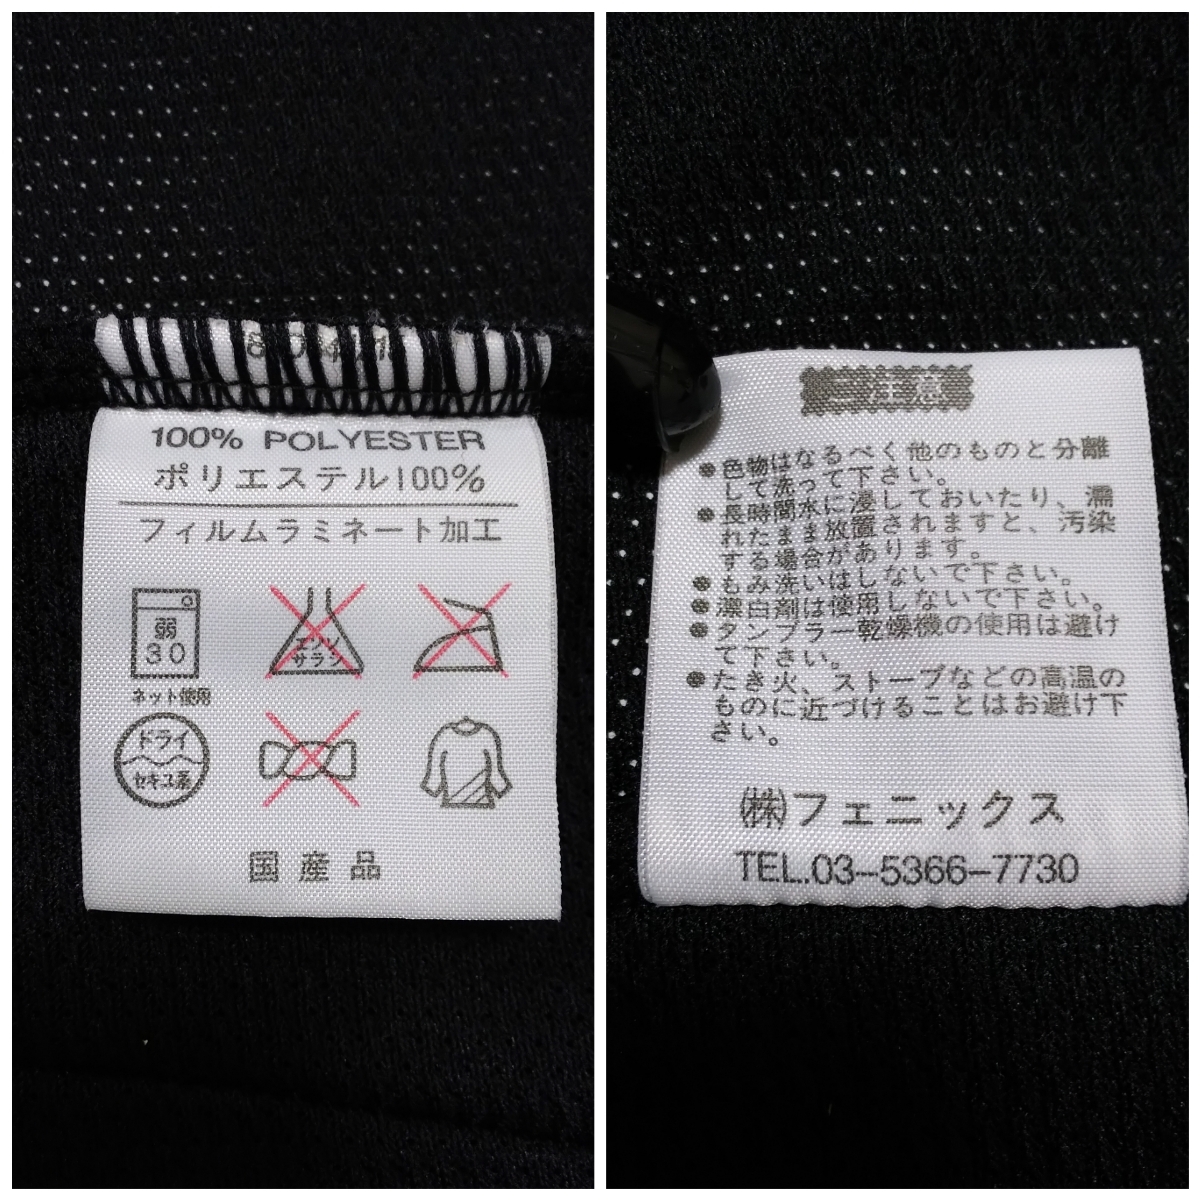 100% POLYESTER
ポリエステル100%
フィルムラミネート加工
弱
30
ネット使用
エンソ
サラシ
ドライ
セキユ系
国産品
ご注意
●色物はなるべく他のものと分離
して洗って下さい。
●長時間水に浸しておいたり、濡
れたまま放置されますと、汚染
する場合があります。
●もみ洗いはしないで下さい。
●漂白剤は使用しないで下さい。
●タンブラー乾燥機の使用は避け
て下さい。
●たき火、ストーブなどの高温の
ものに近づけることはお避け下
さい。
㈱フェニックス
TEL.03-5366-7730